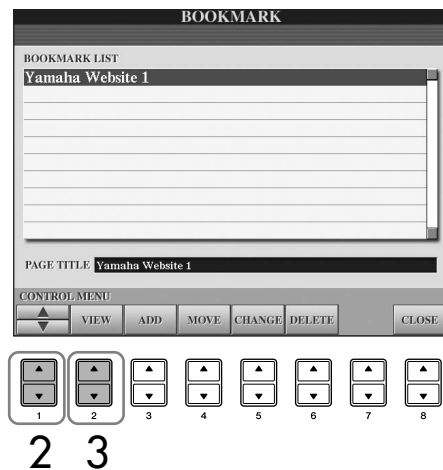 BOOKMARK
BOOKMARK LIST
Yamaha Website 1
PAGE TITLE Yamaha Website 1
CONTROL MENU
VIEW ADD MOVE CHANGE DELETE CLOSE
1 2 3 4 5 6 7 8
2 3